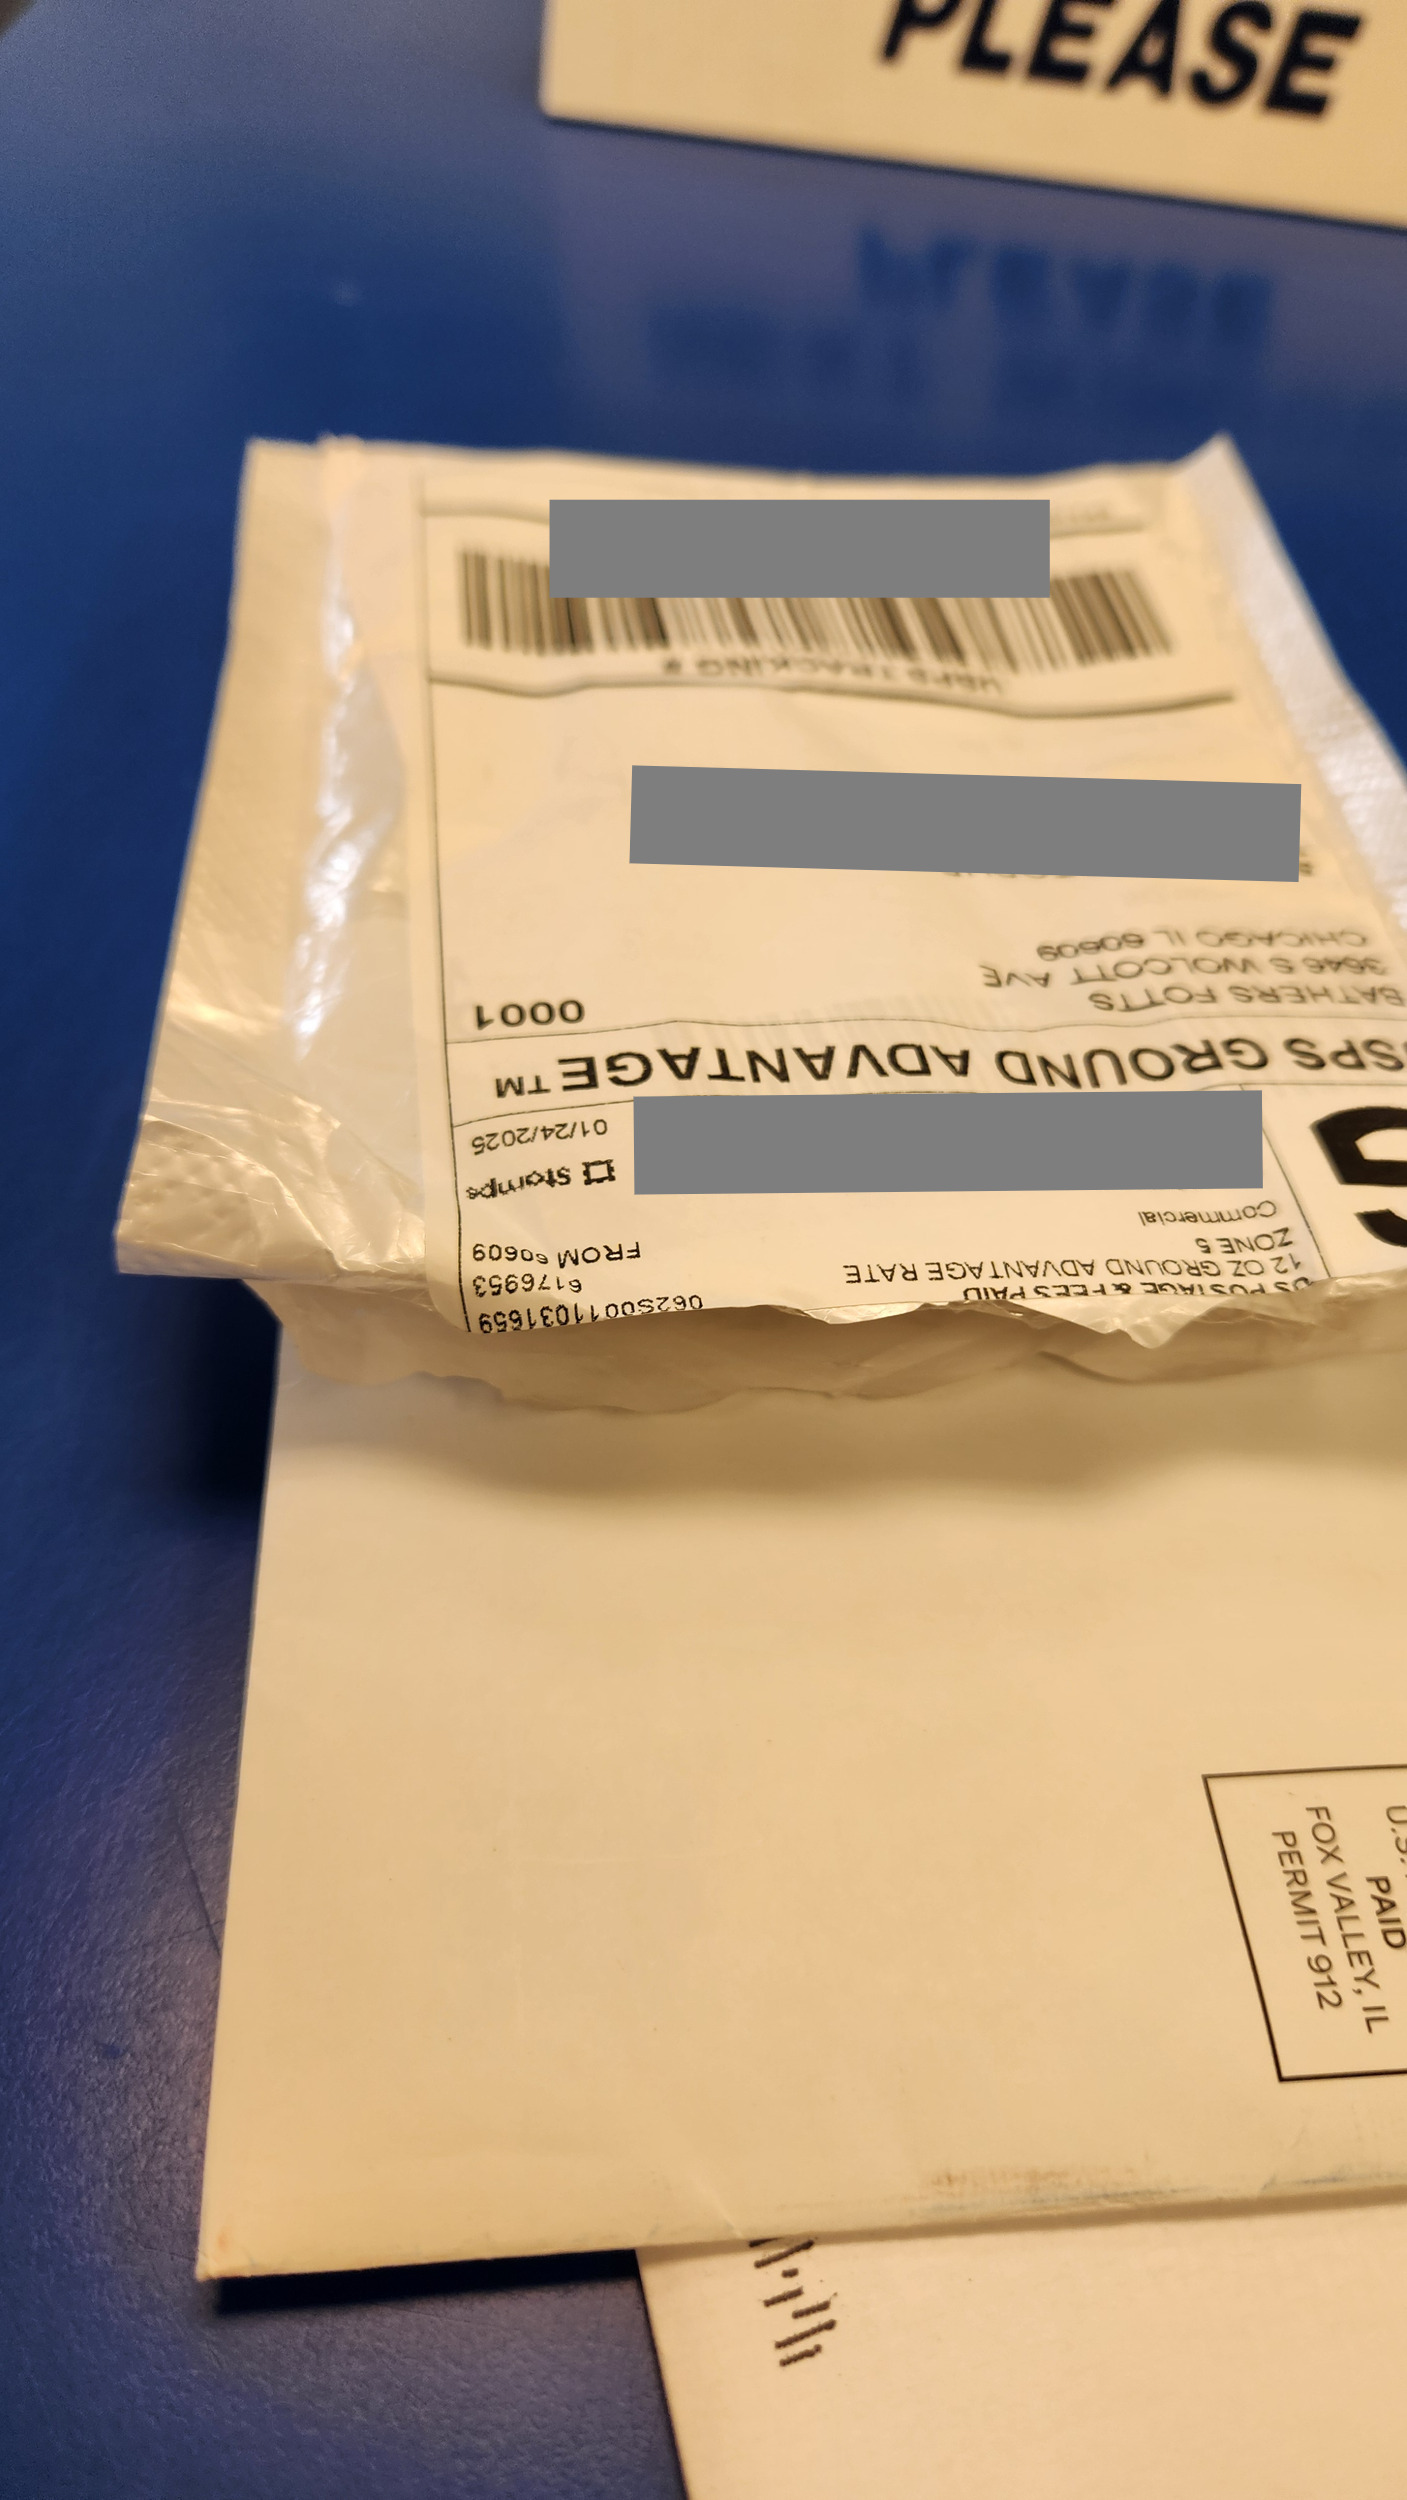 PLEASE
062S0011031659
6176953
FROM 60609
US POSTAGE & FEES PAID
12 OZ GROUND ADVANTAGE RATE
ZONE 5
Commercial
Stamps
01/24/2025
S
USPS GROUND ADVANTAGE™
BATHERS FOTTS
3646 S WOLCOTT AVE
CHICAGO IL 60609
0001
USPS TRACKING #
PAID
FOX VALLEY, IL
PERMIT 912